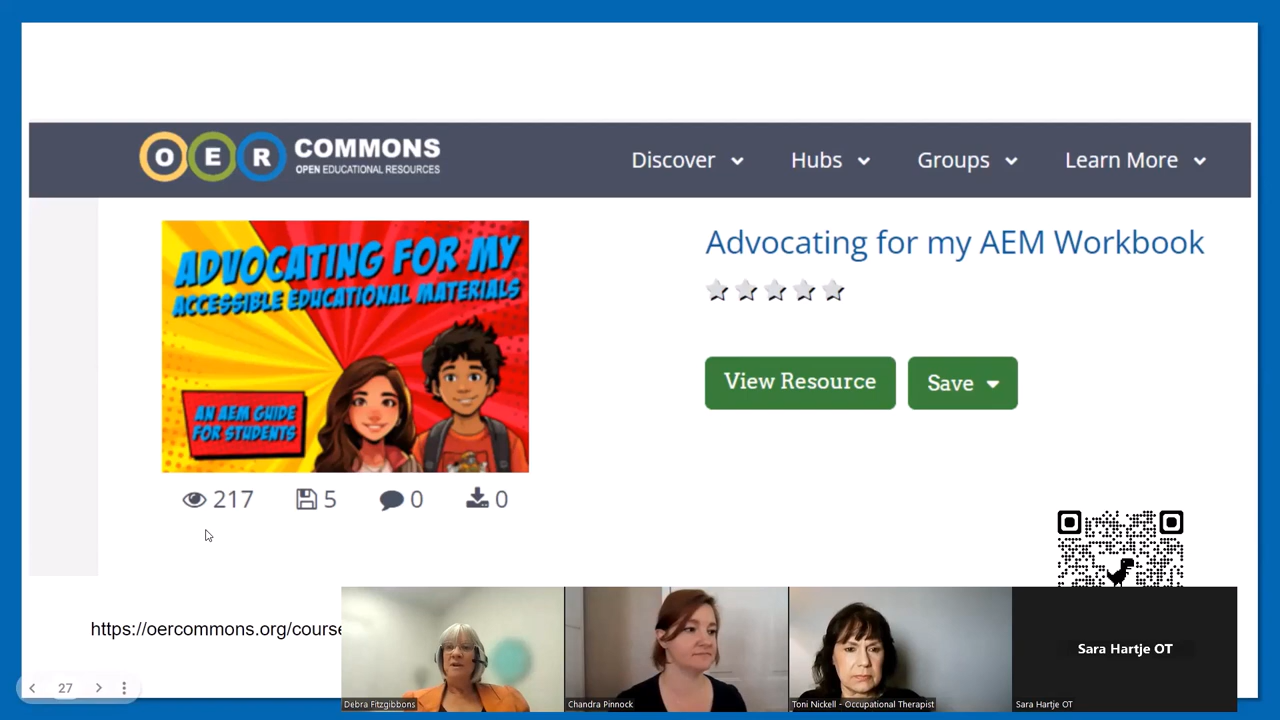 OER COMMONS
OPEN EDUCATIONAL RESOURCES
Discover
Hubs
Groups
Learn More
ADVOCATING FOR MY
ACCESSIBLE EDUCATIONAL MATERIALS
AN AEM GUIDE
FOR STUDENTS
217
5
0
0
Advocating for my AEM Workbook
View Resource
Save
https://oercommons.org/course
27
Debra Fitzgibbons
Chandra Pinnock
Toni Nickell - Occupational Therapist
Sara Hartje OT
Sara Hartje OT